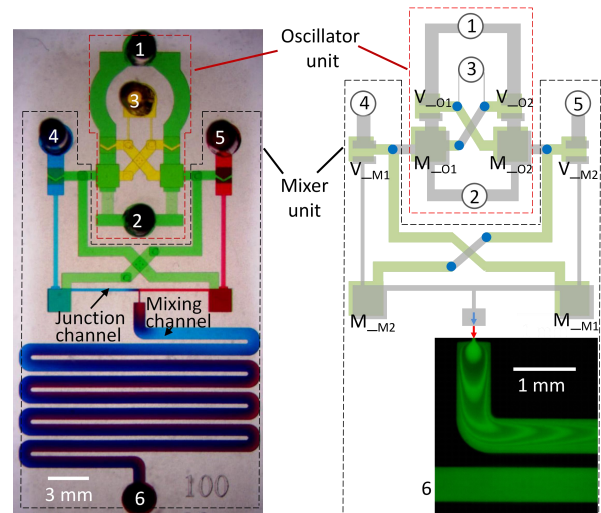 1
Oscillator
unit
3
4
5
2
Mixer
unit
Junction
channel
Mixing
channel
3 mm
6
100
1
3
4
5
V_O1
V_O2
M_O1
M_O2
V_M1
V_M2
2
M_M2
M_M1
1 mm
6